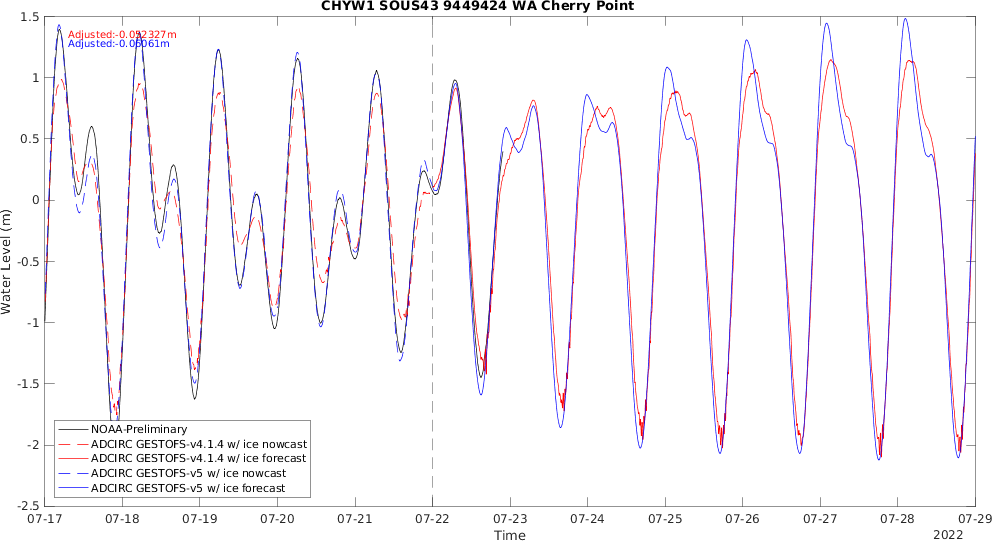 CHYW1 SOUS43 9449424 WA Cherry Point
Adjusted:-0.052327m
Adjusted:-0.05061m
Water Level (m)
1.5
1
0.5
0
-0.5
-1
-1.5
-2
-2.5
NOAA-Preliminary
ADCIRC GESTOFS-v4.1.4 w/ ice nowcast
ADCIRC GESTOFS-v4.1.4 w/ ice forecast
ADCIRC GESTOFS-v5 w/ ice nowcast
ADCIRC GESTOFS-v5 w/ ice forecast
07-17 07-18 07-19 07-20 07-21 07-22 07-23 07-24 07-25 07-26 07-27 07-28 07-29
Time
2022